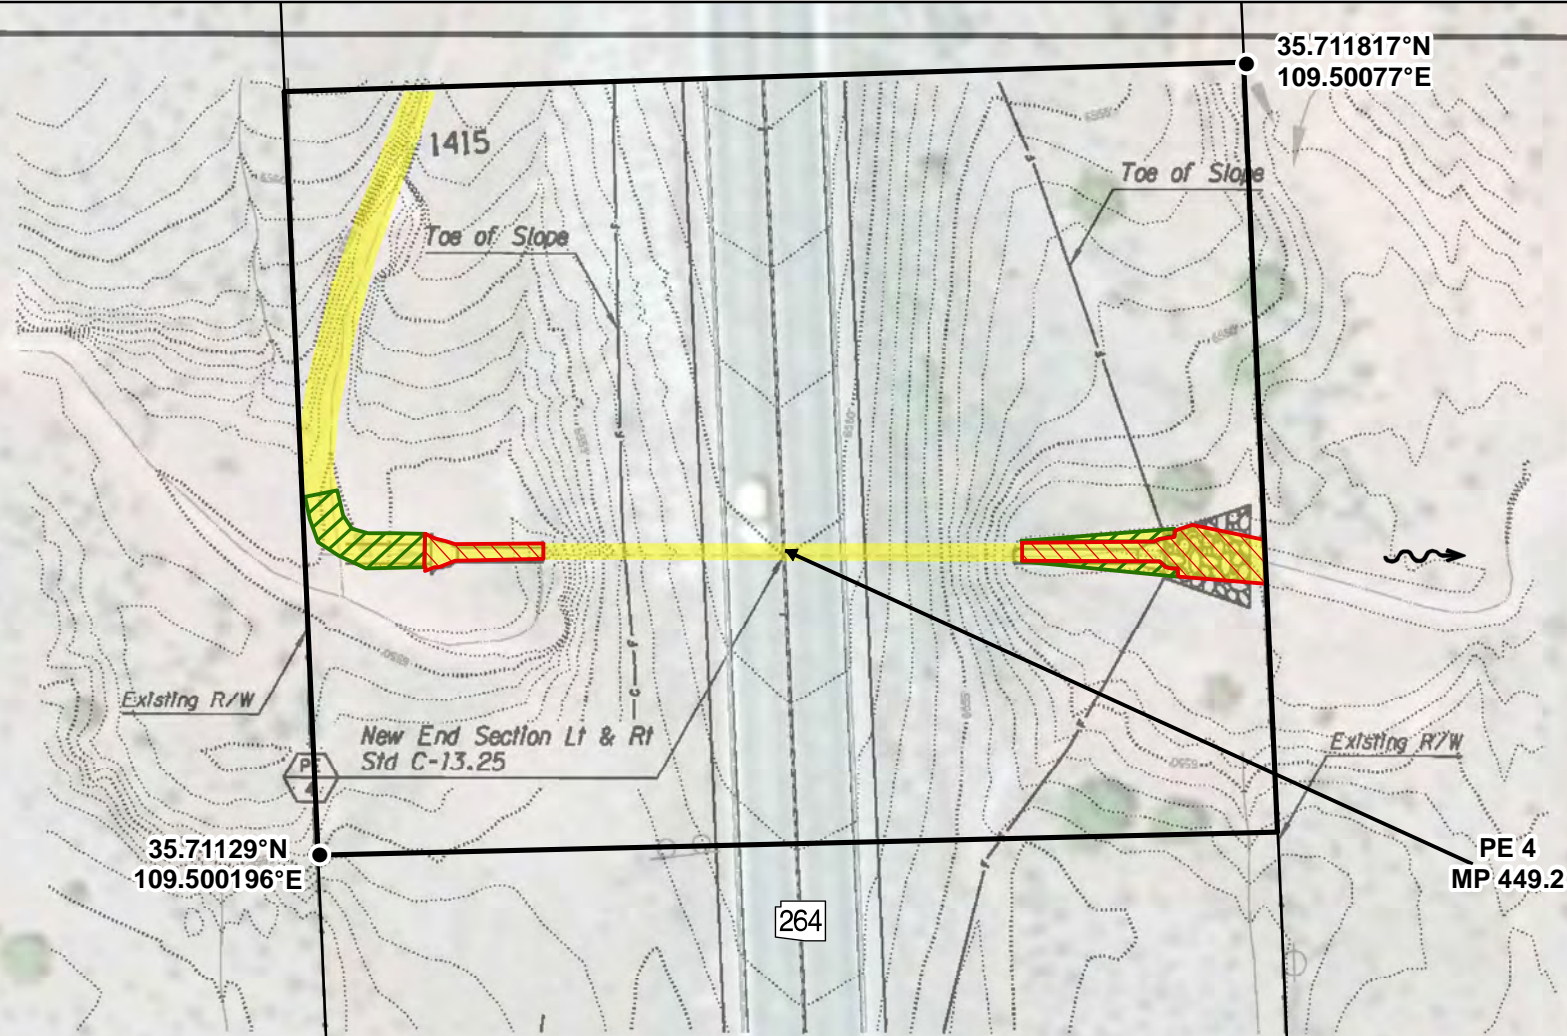 35.711817°N
109.50077°E
1415
Toe of Slope
Toe of Slope
Existing R/W
New End Section Lt & Rt
Std C-13.25
PE
4
Existing R/W
35.71129°N
109.500196°E
PE 4
MP 449.2
264